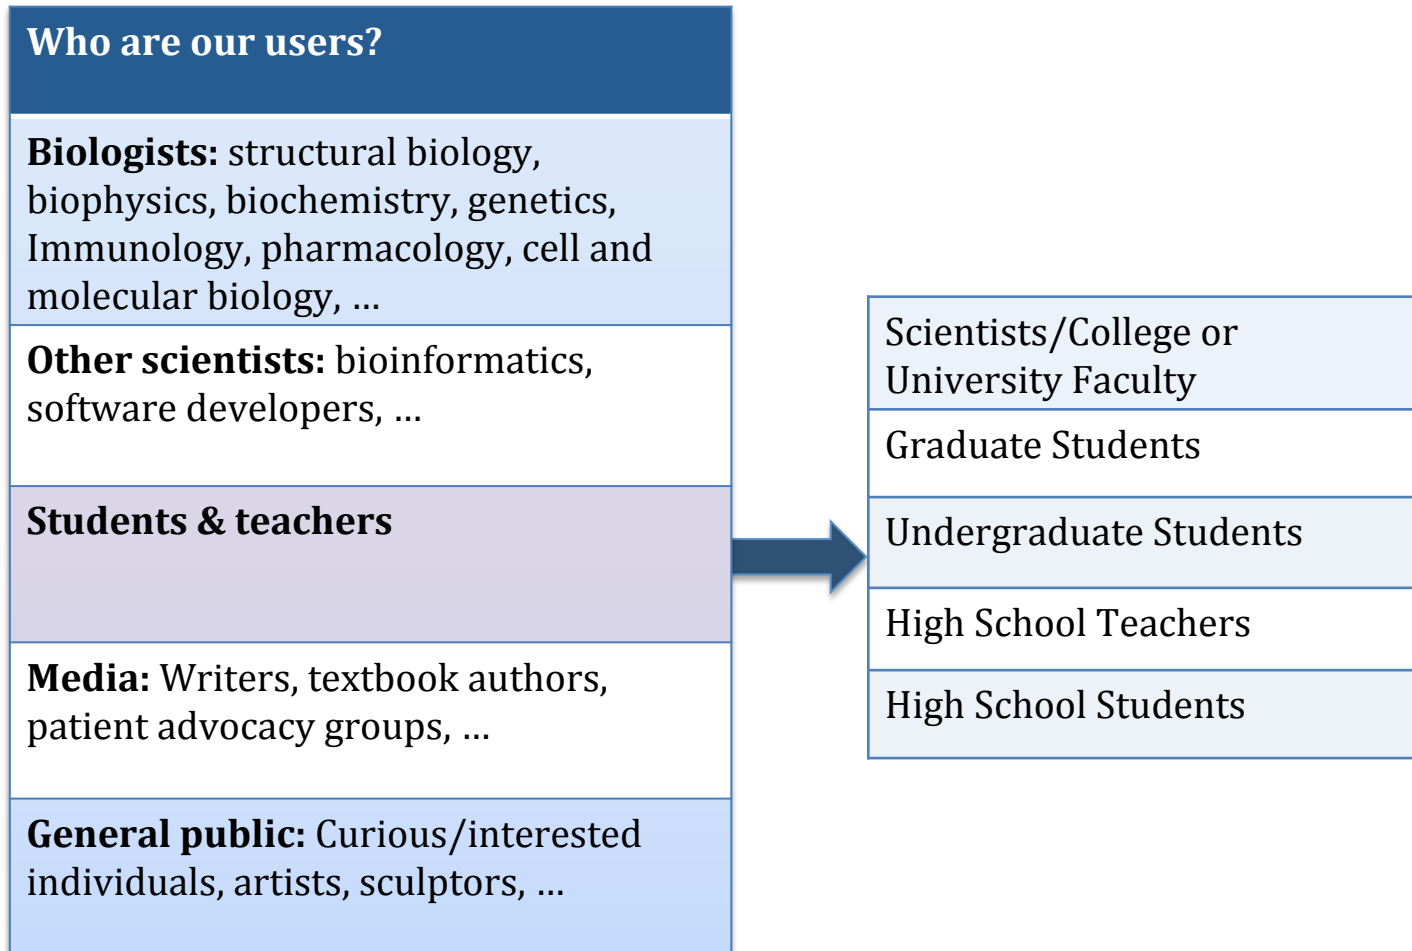 Who are our users?
Biologists: structural biology,
biophysics, biochemistry, genetics,
Immunology, pharmacology, cell and
molecular biology, …
Other scientists: bioinformatics,
software developers, …
Students & teachers
Media: Writers, textbook authors,
patient advocacy groups, …
General public: Curious/interested
individuals, artists, sculptors, …
Scientists/College or
University Faculty
Graduate Students
Undergraduate Students
High School Teachers
High School Students